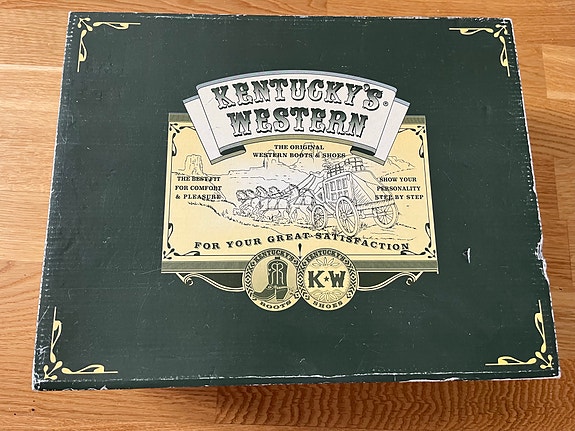 KENTUCKY'S ®
WESTERN
THE ORIGINAL
WESTERN BOOTS & SHOES
THE BEST FIT
FOR COMFORT
& PLEASURE
SHOW YOUR
PERSONALITY
STEP BY STEP
FOR YOUR GREAT SATISFACTION
KENTUCKY'S
BOOTS
KENTUCKY'S
K★W
SHOES